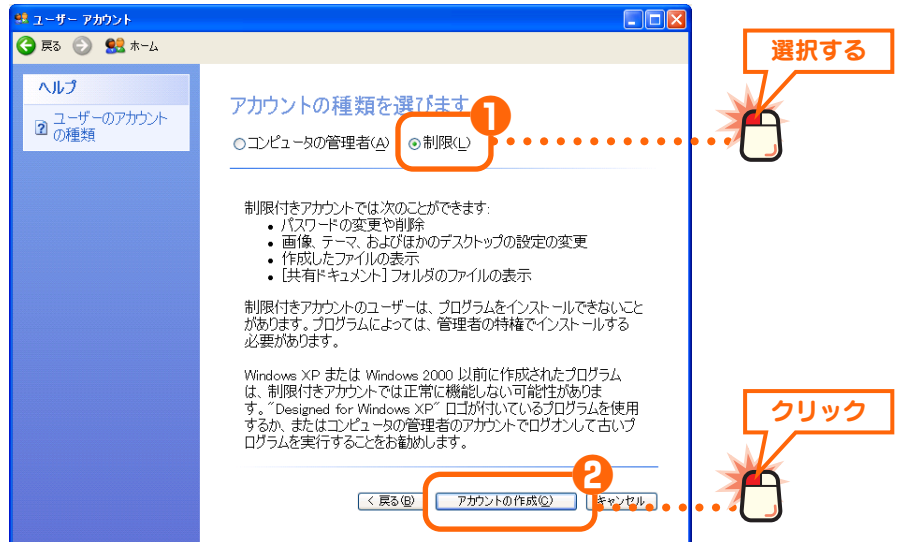 ユーザー アカウント
戻る ホーム
ヘルプ
ユーザーのアカウント
の種類
アカウントの種類を選びます
1
選択する
コンピュータの管理者(A) 制限(L)
制限付きアカウントでは次のことができます:
• パスワードの変更や削除
• 画像、テーマ、およびほかのデスクトップの設定の変更
• 作成したファイルの表示
• [共有ドキュメント] フォルダのファイルの表示
制限付きアカウントのユーザーは、プログラムをインストールできないこと
があります。プログラムによっては、管理者の特権でインストールする
必要があります。
Windows XP または Windows 2000 以前に作成されたプログラム
は、制限付きアカウントでは正常に機能しない可能性がありま
す。"Designed for Windows XP" ロゴが付いているプログラムを使用
するか、またはコンピュータの管理者のアカウントでログオンして古いプ
ログラムを実行することをお勧めします。
クリック
2
< 戻る(B) アカウントの作成(C) キャンセル